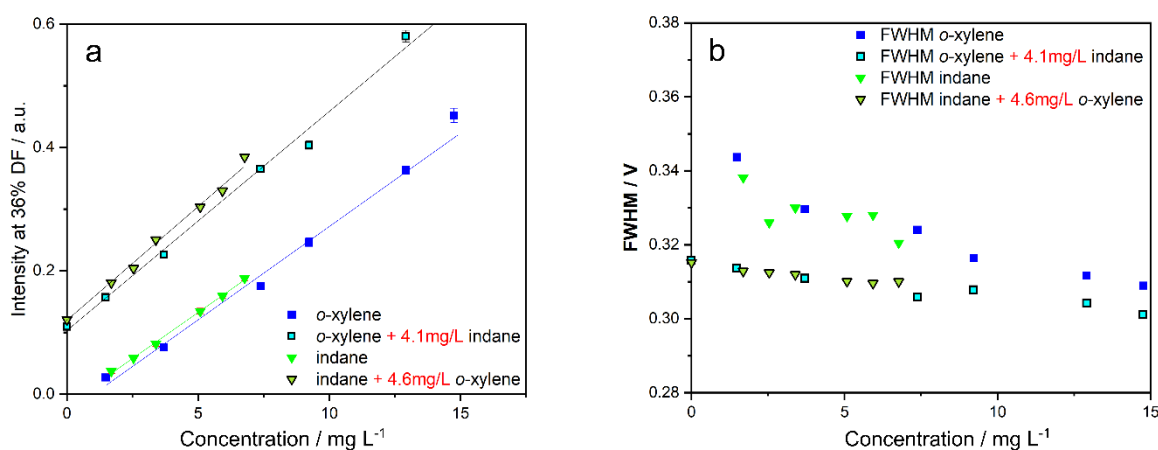 a
Intensity at 36% DF / a.u.
0.6
0.4
0.2
0.0
o-xylene
o-xylene + 4.1mg/L indane
indane
indane + 4.6mg/L o-xylene
0 5 10 15
Concentration / mg L⁻¹
b
FWHM / V
0.38
0.36
0.34
0.32
0.30
0.28
FWHM o-xylene
FWHM o-xylene + 4.1mg/L indane
FWHM indane
FWHM indane + 4.6mg/L o-xylene
0 5 10 15
Concentration / mg L⁻¹